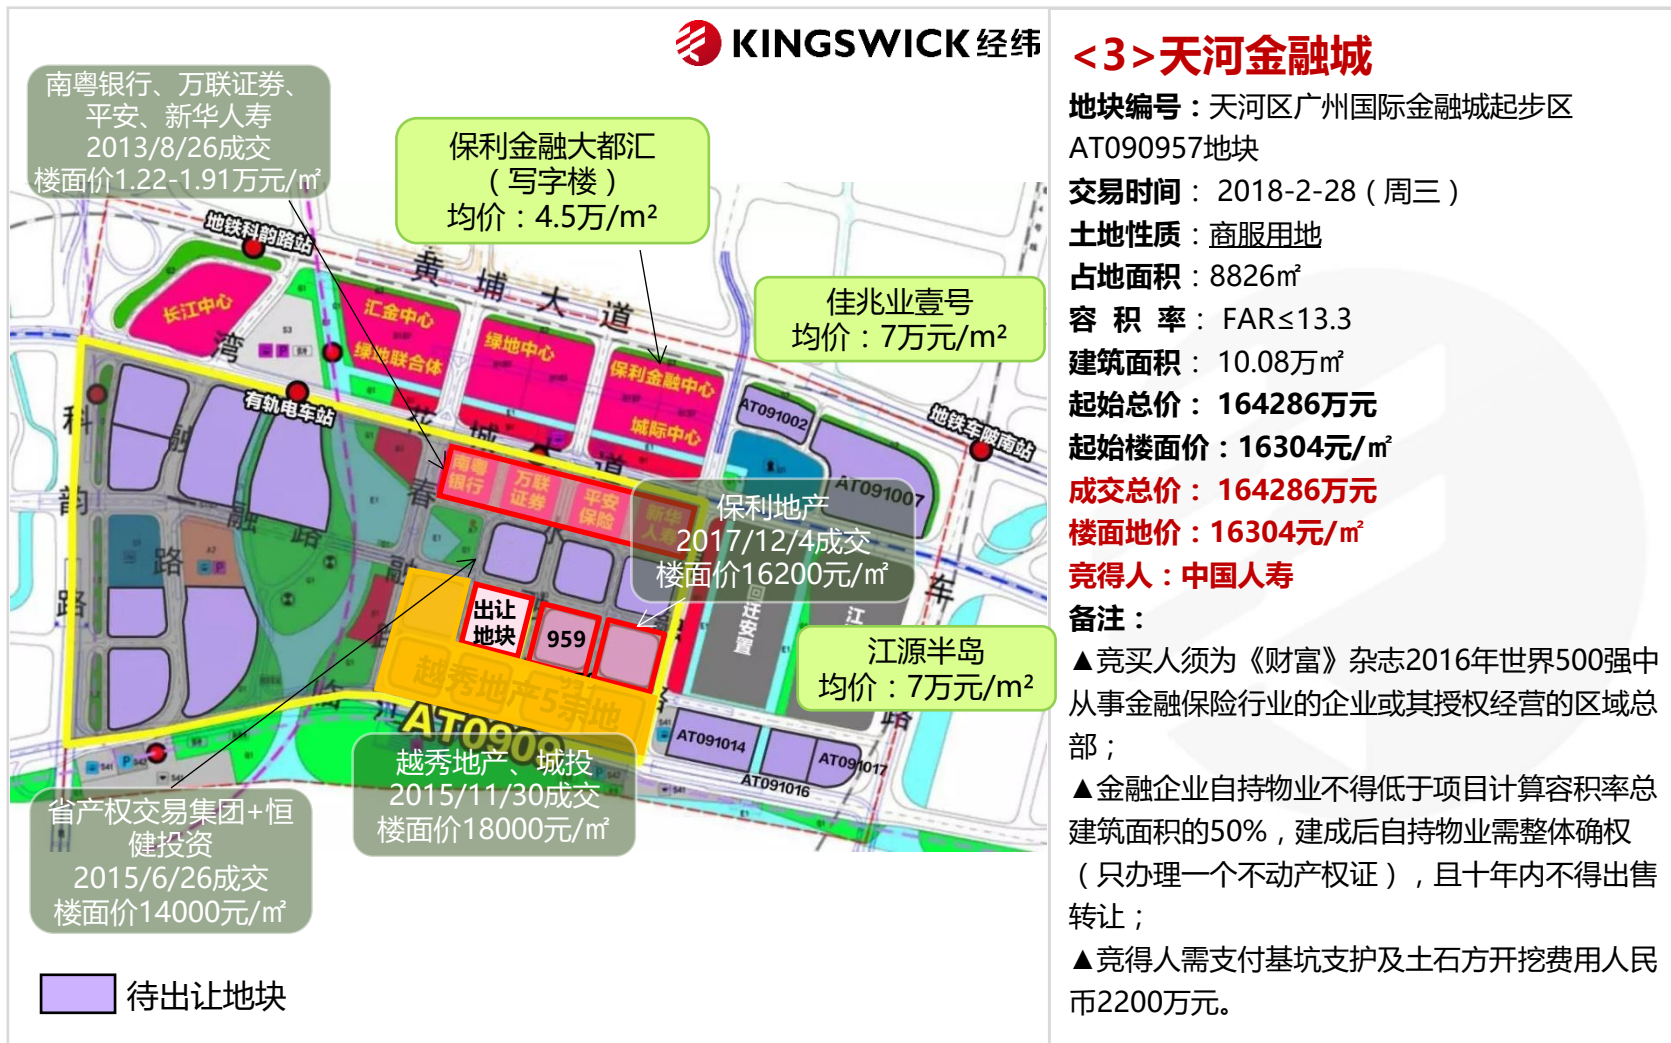 KINGSWICK 经纬
南粤银行、万联证劵、
平安、新华人寿
2013/8/26成交
楼面价1.22-1.91万元/㎡
保利金融大都汇
（写字楼）
均价：4.5万/m²
佳兆业壹号
均价：7万元/m²
地铁科韵路站
黄埔大道
长江中心
汇金中心
绿地联合体
绿地中心
保利金融中心
城际中心
有轨电车站
地铁车陂南站
AT091002
AT091007
科韵路
南粤
银行
万联
证券
平安
保险
新华
人寿
保利地产
2017/12/4成交
楼面价16200元/㎡
出让
地块
959
回迁安置
江源半岛
均价：7万元/m²
越秀地产5宗地
AT0909
AT091014
AT091017
AT091016
越秀地产、城投
2015/11/30成交
楼面价18000元/㎡
省产权交易集团+恒
健投资
2015/6/26成交
楼面价14000元/㎡
待出让地块
<3>天河金融城
地块编号：天河区广州国际金融城起步区
AT090957地块
交易时间： 2018-2-28（周三）
土地性质：商服用地
占地面积：8826㎡
容 积 率： FAR≤13.3
建筑面积： 10.08万㎡
起始总价： 164286万元
起始楼面价：16304元/㎡
成交总价： 164286万元
楼面地价：16304元/㎡
竞得人：中国人寿
备注：
▲竞买人须为《财富》杂志2016年世界500强中
从事金融保险行业的企业或其授权经营的区域总
部；
▲金融企业自持物业不得低于项目计算容积率总
建筑面积的50%，建成后自持物业需整体确权
（只办理一个不动产权证），且十年内不得出售
转让；
▲竞得人需支付基坑支护及土石方开挖费用人民
币2200万元。